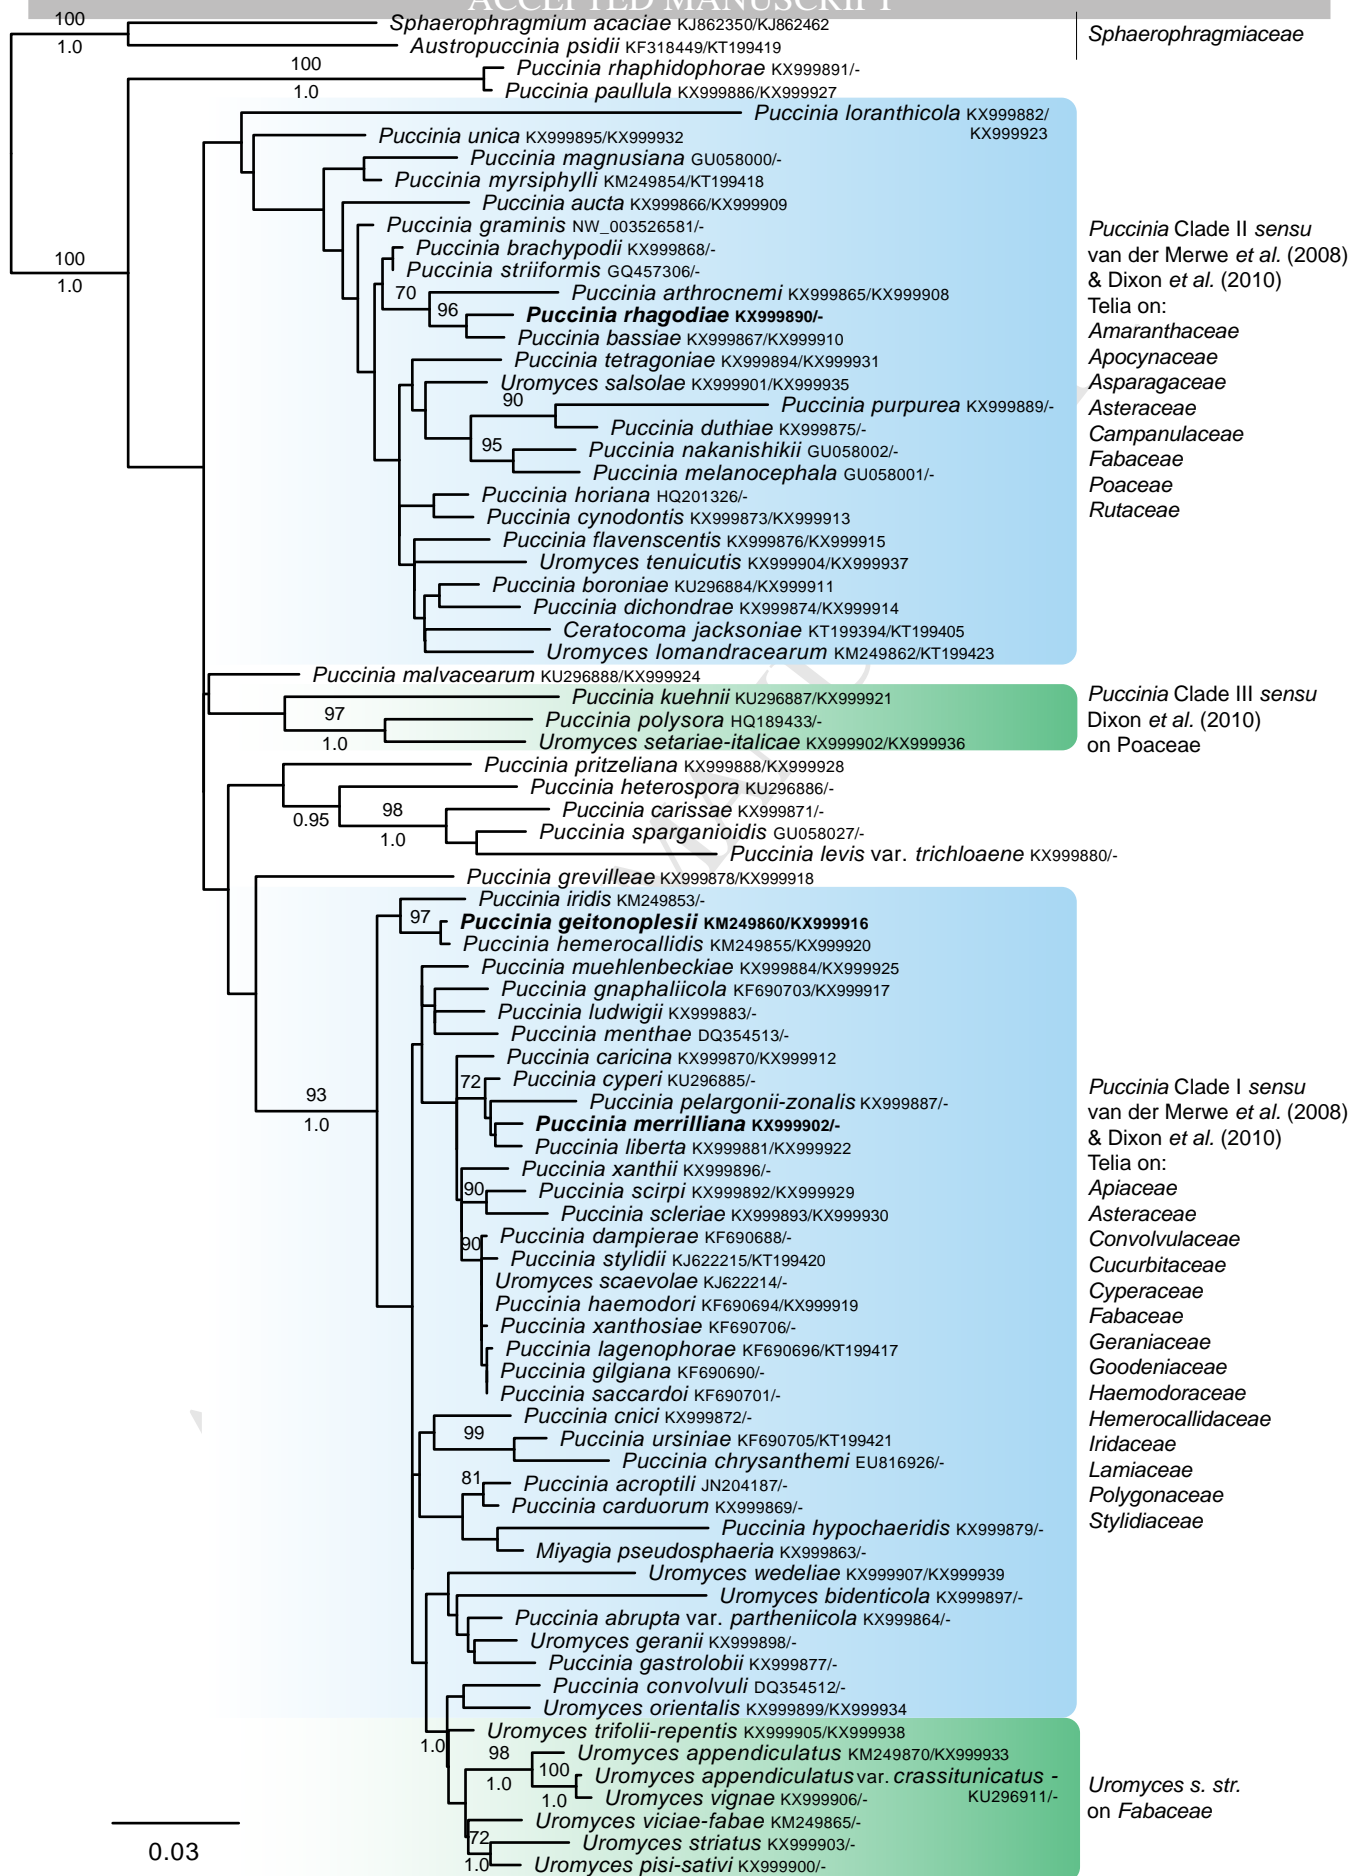 ACCEPTED MANUSCRIPT
100
1.0
Sphaerophragmium acaciae KJ862350/KJ862462
Austropuccinia psidii KF318449/KT199419
Sphaerophragmiaceae
100
1.0
Puccinia rhaphidophorae KX999891/-
Puccinia paullula KX999886/KX999927
100
1.0
Puccinia loranthicola KX999882/
KX999923
Puccinia unica KX999895/KX999932
Puccinia magnusiana GU058000/-
Puccinia myrsiphylli KM249854/KT199418
Puccinia aucta KX999866/KX999909
Puccinia graminis NW_003526581/-
Puccinia brachypodii KX999868/-
Puccinia striiformis GQ457306/-
70
Puccinia arthrocnemi KX999865/KX999908
96
Puccinia rhagodiae KX999890/-
Puccinia bassiae KX999867/KX999910
Puccinia tetragoniae KX999894/KX999931
Uromyces salsolae KX999901/KX999935
90
Puccinia purpurea KX999889/-
Puccinia duthiae KX999875/-
95
Puccinia nakanishikii GU058002/-
Puccinia melanocephala GU058001/-
Puccinia horiana HQ201326/-
Puccinia cynodontis KX999873/KX999913
Puccinia flavenscentis KX999876/KX999915
Uromyces tenuicutis KX999904/KX999937
Puccinia boroniae KU296884/KX999911
Puccinia dichondrae KX999874/KX999914
Ceratocoma jacksoniae KT199394/KT199405
Uromyces lomandracearum KM249862/KT199423
Puccinia Clade II sensu
van der Merwe et al. (2008)
& Dixon et al. (2010)
Telia on:
Amaranthaceae
Apocynaceae
Asparagaceae
Asteraceae
Campanulaceae
Fabaceae
Poaceae
Rutaceae
Puccinia malvacearum KU296888/KX999924
Puccinia kuehnii KU296887/KX999921
97
1.0
Puccinia polysora HQ189433/-
Uromyces setariae-italicae KX999902/KX999936
Puccinia Clade III sensu
Dixon et al. (2010)
on Poaceae
Puccinia pritzeliana KX999888/KX999928
0.95
Puccinia heterospora KU296886/-
98
1.0
Puccinia carissae KX999871/-
Puccinia sparganioidis GU058027/-
Puccinia levis var. trichloaene KX999880/-
Puccinia grevilleae KX999878/KX999918
93
1.0
Puccinia iridis KM249853/-
97
Puccinia geitonoplesii KM249860/KX999916
Puccinia hemerocallidis KM249855/KX999920
Puccinia muehlenbeckiae KX999884/KX999925
Puccinia gnaphaliicola KF690703/KX999917
Puccinia ludwigii KX999883/-
Puccinia menthae DQ354513/-
Puccinia caricina KX999870/KX999912
72
Puccinia cyperi KU296885/-
Puccinia pelargonii-zonalis KX999887/-
Puccinia merrilliana KX999902/-
Puccinia liberta KX999881/KX999922
Puccinia xanthii KX999896/-
90
Puccinia scirpi KX999892/KX999929
Puccinia scleriae KX999893/KX999930
90
Puccinia dampierae KF690688/-
Puccinia stylidii KJ622215/KT199420
Uromyces scaevolae KJ622214/-
Puccinia haemodori KF690694/KX999919
Puccinia xanthosiae KF690706/-
Puccinia lagenophorae KF690696/KT199417
Puccinia gilgiana KF690690/-
Puccinia saccardoi KF690701/-
Puccinia cnici KX999872/-
99
Puccinia ursiniae KF690705/KT199421
Puccinia chrysanthemi EU816926/-
81
Puccinia acroptili JN204187/-
Puccinia carduorum KX999869/-
Puccinia hypochaeridis KX999879/-
Miyagia pseudosphaeria KX999863/-
Uromyces wedeliae KX999907/KX999939
Uromyces bidenticola KX999897/-
Puccinia abrupta var. partheniicola KX999864/-
Uromyces geranii KX999898/-
Puccinia gastrolobii KX999877/-
Puccinia convolvuli DQ354512/-
Uromyces orientalis KX999899/KX999934
Puccinia Clade I sensu
van der Merwe et al. (2008)
& Dixon et al. (2010)
Telia on:
Apiaceae
Asteraceae
Convolvulaceae
Cucurbitaceae
Cyperaceae
Fabaceae
Geraniaceae
Goodeniaceae
Haemodoraceae
Hemerocallidaceae
Iridaceae
Lamiaceae
Polygonaceae
Stylidiaceae
1.0
Uromyces trifolii-repentis KX999905/KX999938
98
1.0
Uromyces appendiculatus KM249870/KX999933
100
1.0
Uromyces appendiculatus var. crassitunicatus -
KU296911/-
Uromyces vignae KX999906/-
Uromyces viciae-fabae KM249865/-
72
1.0
Uromyces striatus KX999903/-
Uromyces pisi-sativi KX999900/-
Uromyces s. str.
on Fabaceae
0.03